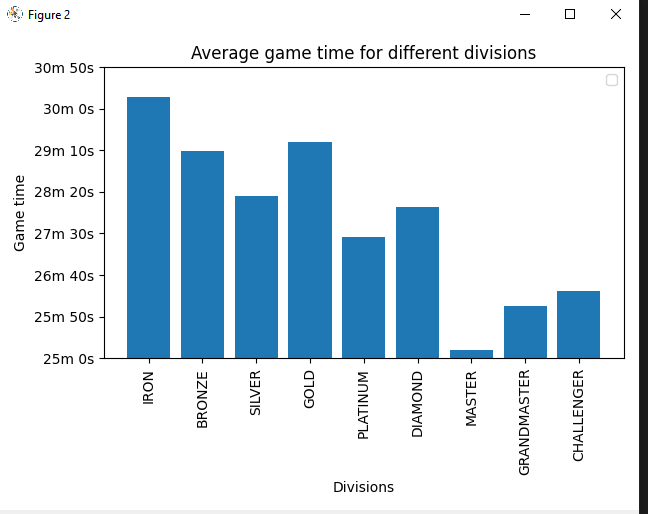 Figure 2
Average game time for different divisions
30m 50s
30m 0s
29m 10s
28m 20s
27m 30s
26m 40s
25m 50s
25m 0s
Game time
IRON
BRONZE
SILVER
GOLD
PLATINUM
DIAMOND
MASTER
GRANDMASTER
CHALLENGER
Divisions